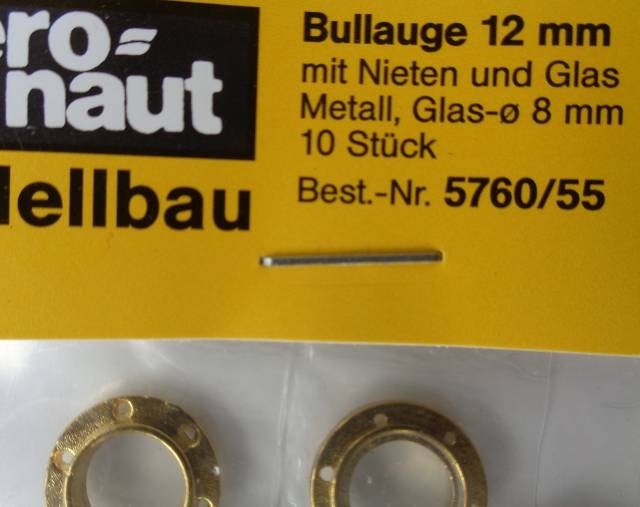 ero
naut
dellbau
Bullauge 12 mm
mit Nieten und Glas
Metall, Glas-ø 8 mm
10 Stück
Best.-Nr. 5760/55